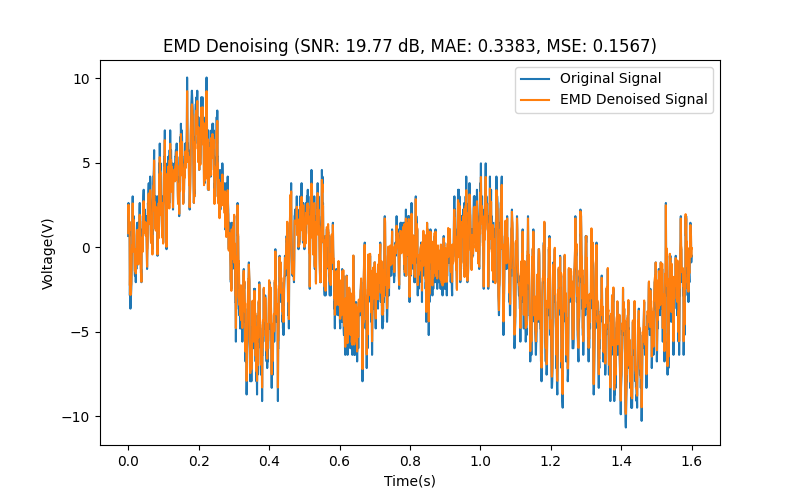 EMD Denoising (SNR: 19.77 dB, MAE: 0.3383, MSE: 0.1567)
Original Signal
EMD Denoised Signal
10
5
0
−5
−10
Voltage(V)
0.0 0.2 0.4 0.6 0.8 1.0 1.2 1.4 1.6
Time(s)